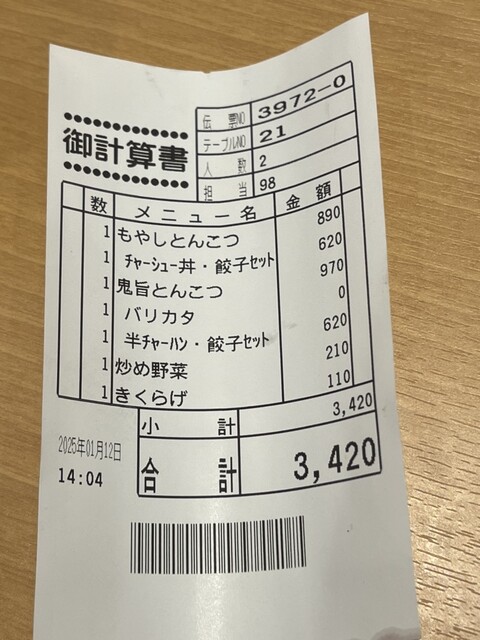 御計算書
伝票NO 3972-0
テーブルNO 21
人数 2
担当 98
数 メニュー名 金額
1 もやしとんこつ 890
1 チャーシュー丼・餃子セット 620
1 鬼旨とんこつ 970
1 バリカタ 0
1 半チャーハン・餃子セット 620
1 炒め野菜 210
1 きくらげ 110
小計 3,420
合計 3,420
2025年01月12日
14:04